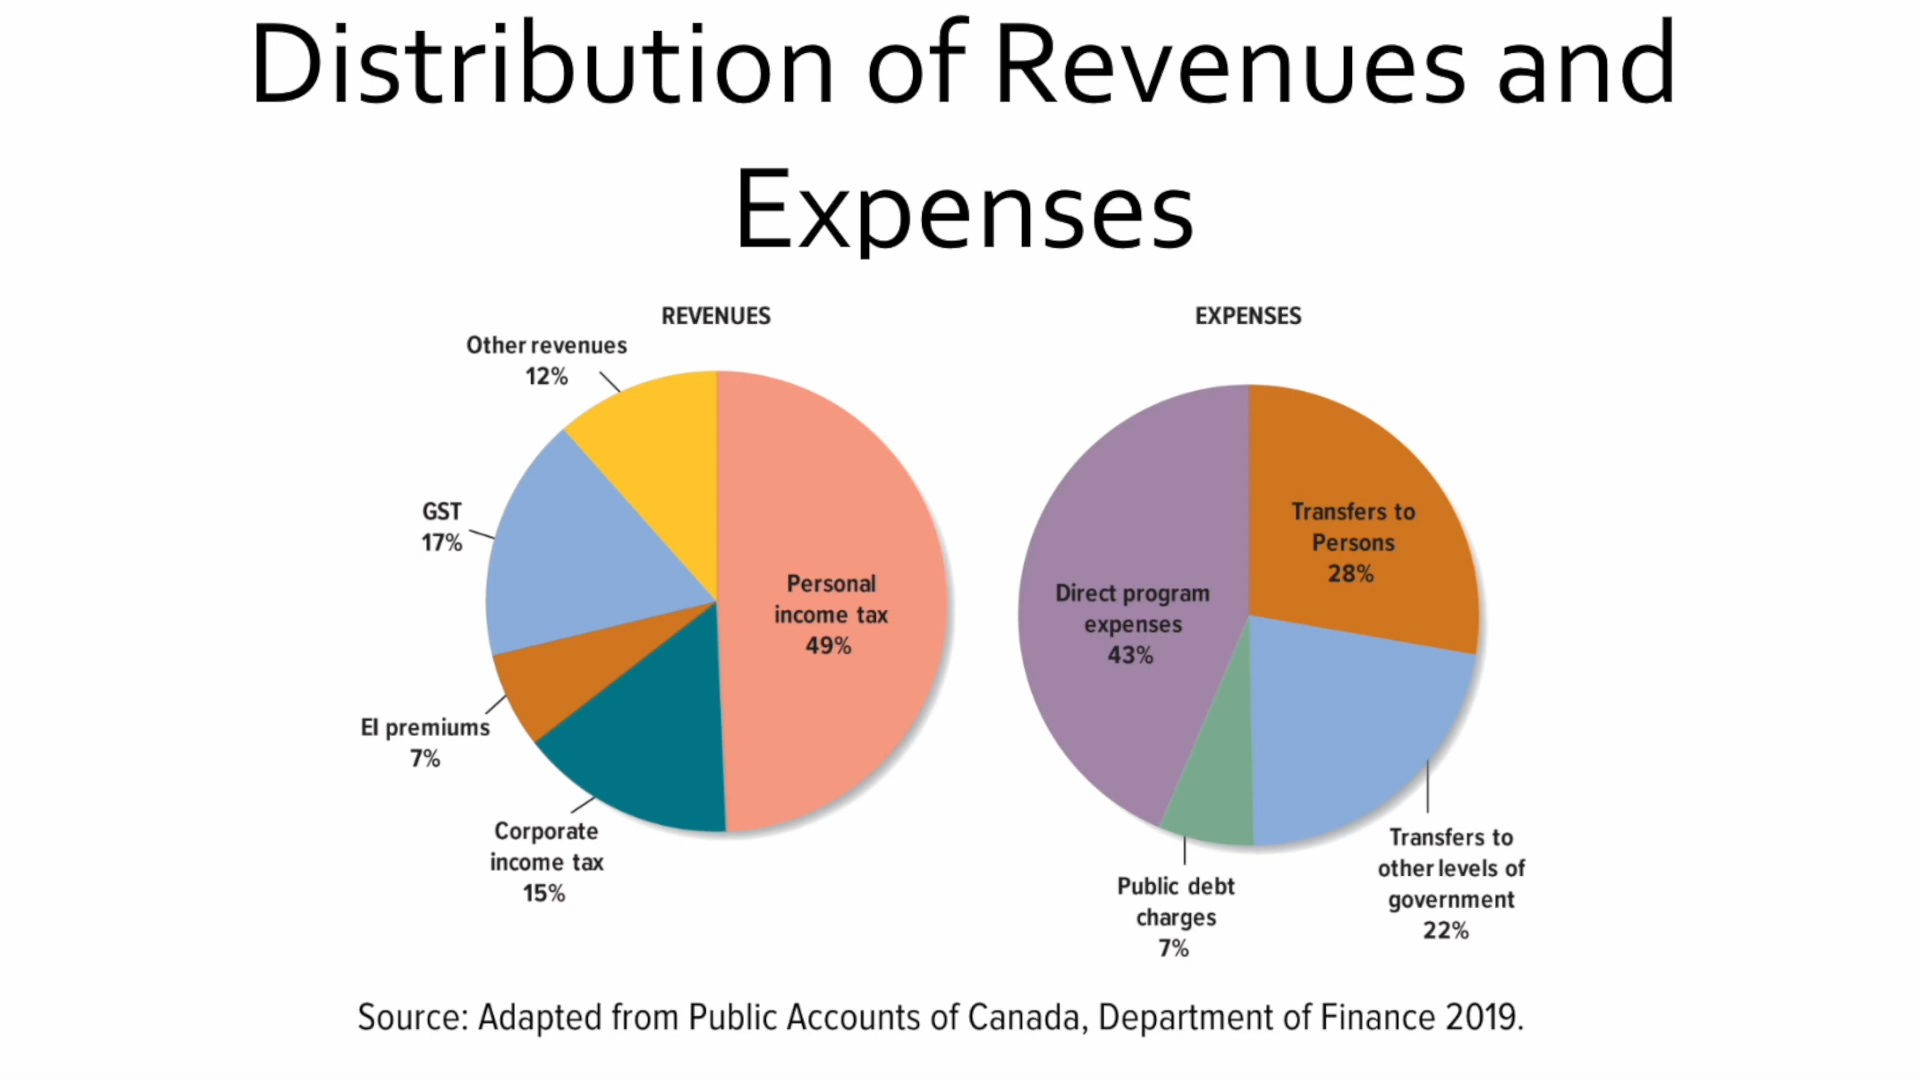 Distribution of Revenues and
Expenses
REVENUES
Other revenues
12%
GST
17%
EI premiums
7%
Corporate
income tax
15%
Personal
income tax
49%
EXPENSES
Direct program
expenses
43%
Transfers to
Persons
28%
Public debt
charges
7%
Transfers to
other levels of
government
22%
Source: Adapted from Public Accounts of Canada, Department of Finance 2019.